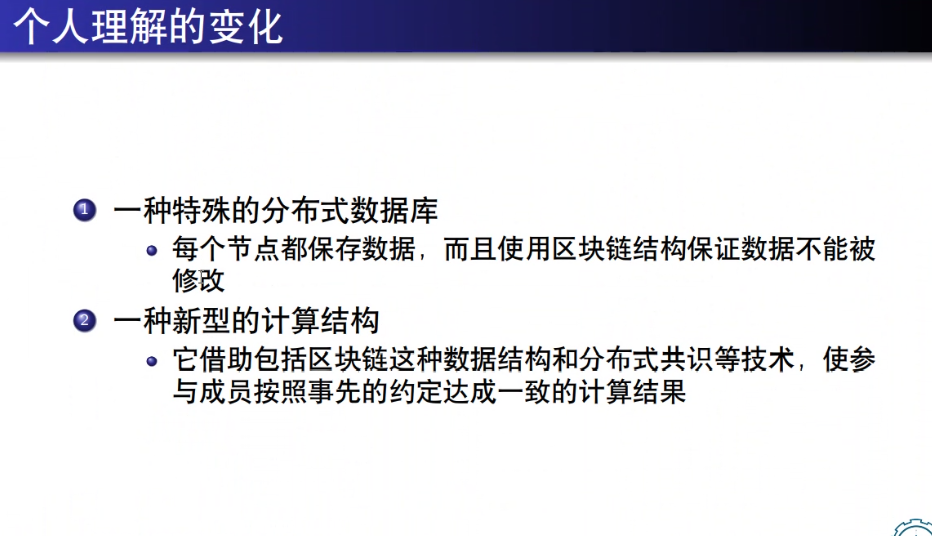 个人理解的变化
1 一种特殊的分布式数据库
每个节点都保存数据，而且使用区块链结构保证数据不能被
修改
2 一种新型的计算结构
它借助包括区块链这种数据结构和分布式共识等技术，使参
与成员按照事先的约定达成一致的计算结果